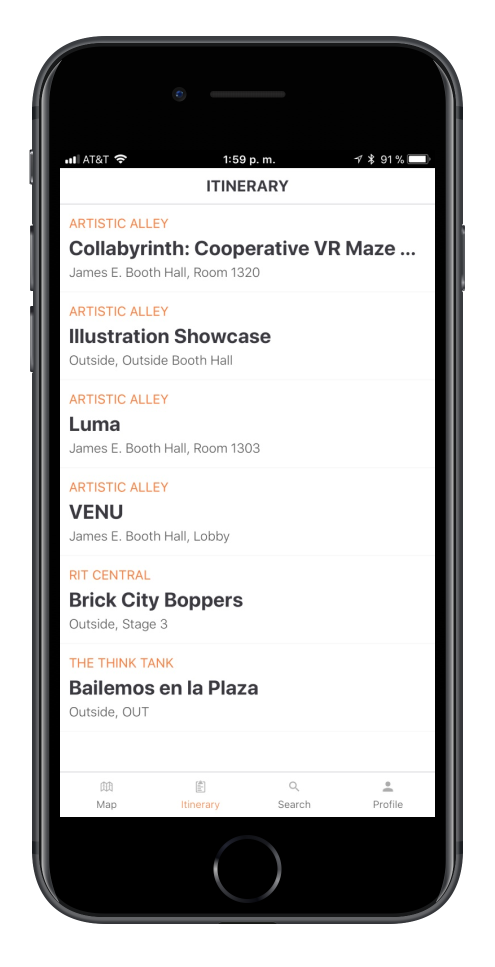 AT&T 1:59 p. m. 91 %
ITINERARY
ARTISTIC ALLEY
Collabyrinth: Cooperative VR Maze ...
James E. Booth Hall, Room 1320
ARTISTIC ALLEY
Illustration Showcase
Outside, Outside Booth Hall
ARTISTIC ALLEY
Luma
James E. Booth Hall, Room 1303
ARTISTIC ALLEY
VENU
James E. Booth Hall, Lobby
RIT CENTRAL
Brick City Boppers
Outside, Stage 3
THE THINK TANK
Bailemos en la Plaza
Outside, OUT
Map Itinerary Search Profile